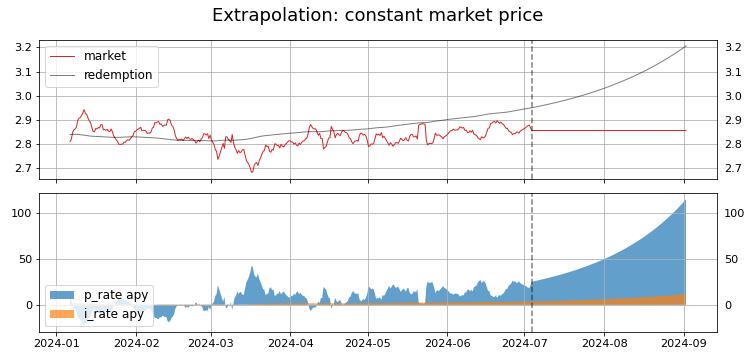 Extrapolation: constant market price
3.2 3.2
market
3.1 3.1
redemption
3.0 3.0
2.9 2.9
2.8 2.8
2.7 2.7
100 100
50 50
p_rate apy
0 0
i_rate apy
2024-01 2024-02 2024-03 2024-04 2024-05 2024-06 2024-07 2024-08 2024-09